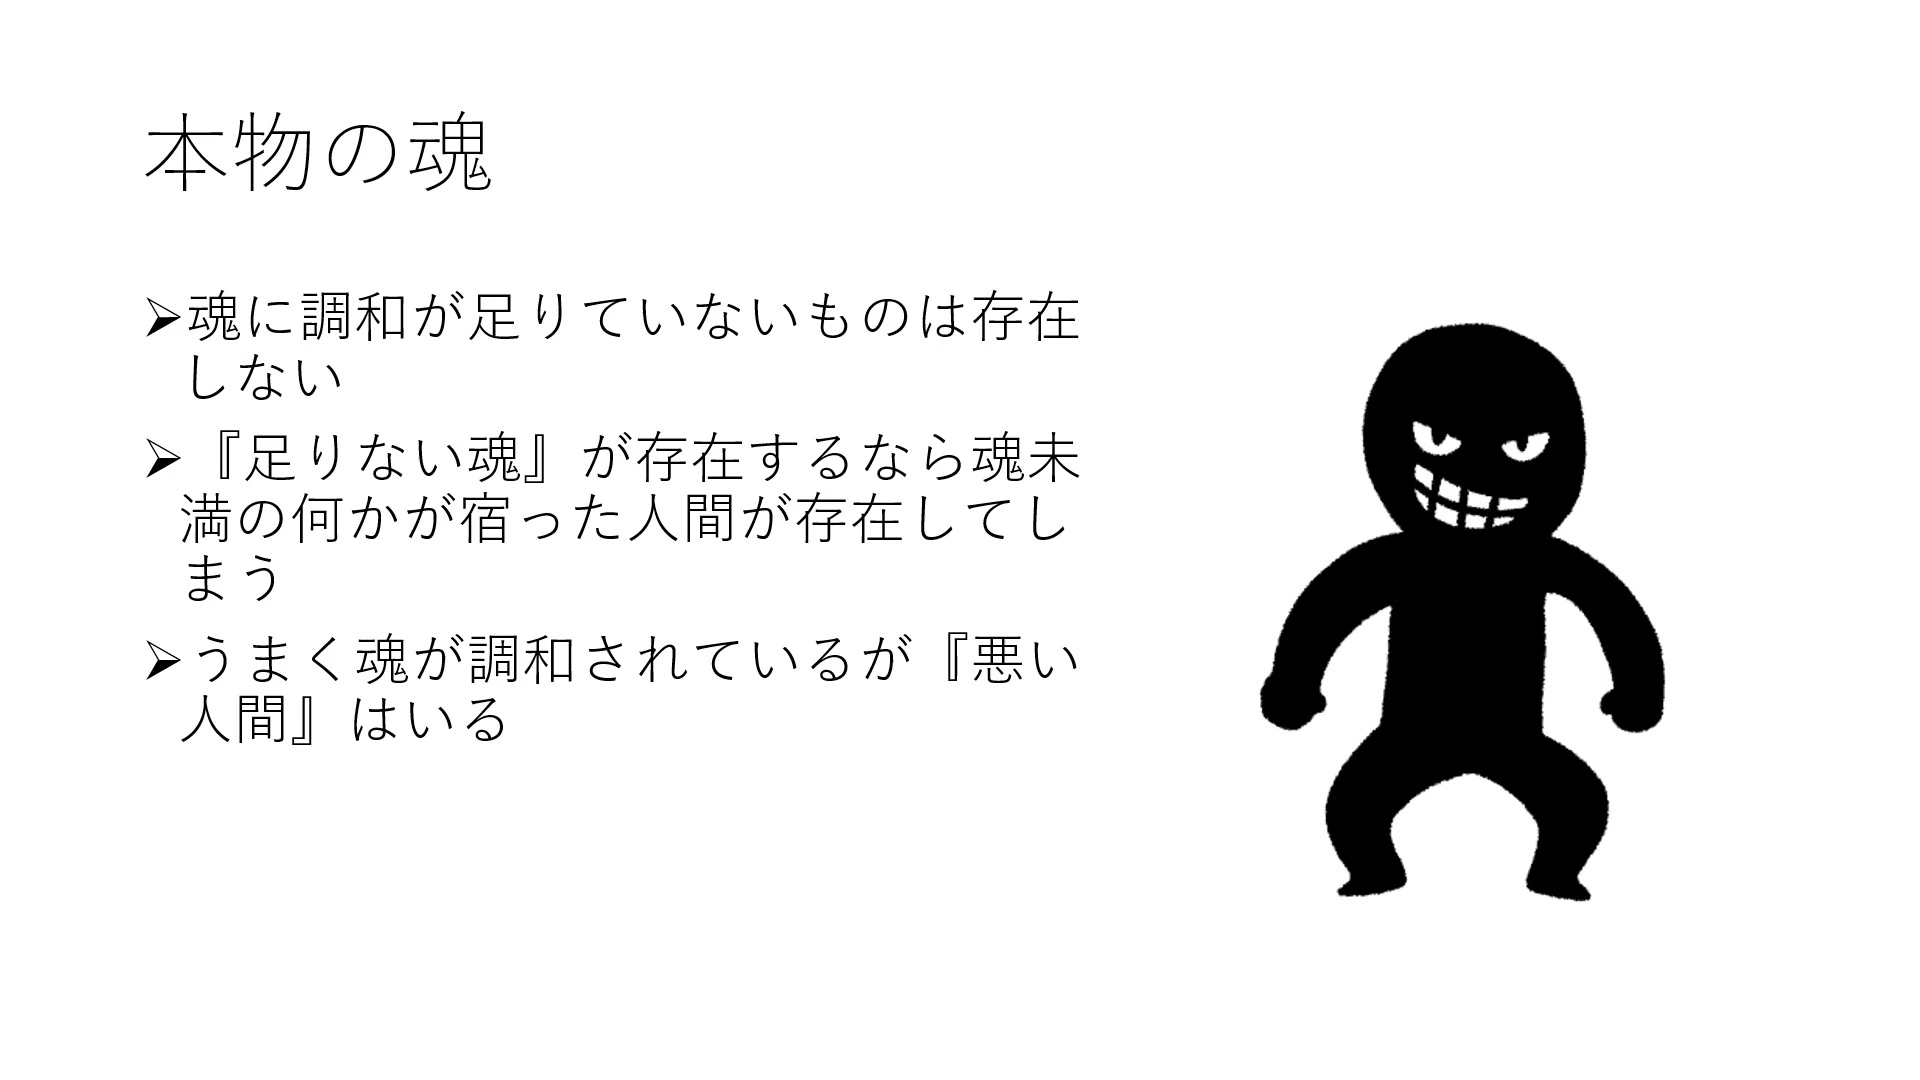 本物の魂
➢魂に調和が足りていないものは存在
しない
➢『足りない魂』が存在するなら魂未
満の何かが宿った人間が存在してし
まう
➢うまく魂が調和されているが『悪い
人間』はいる